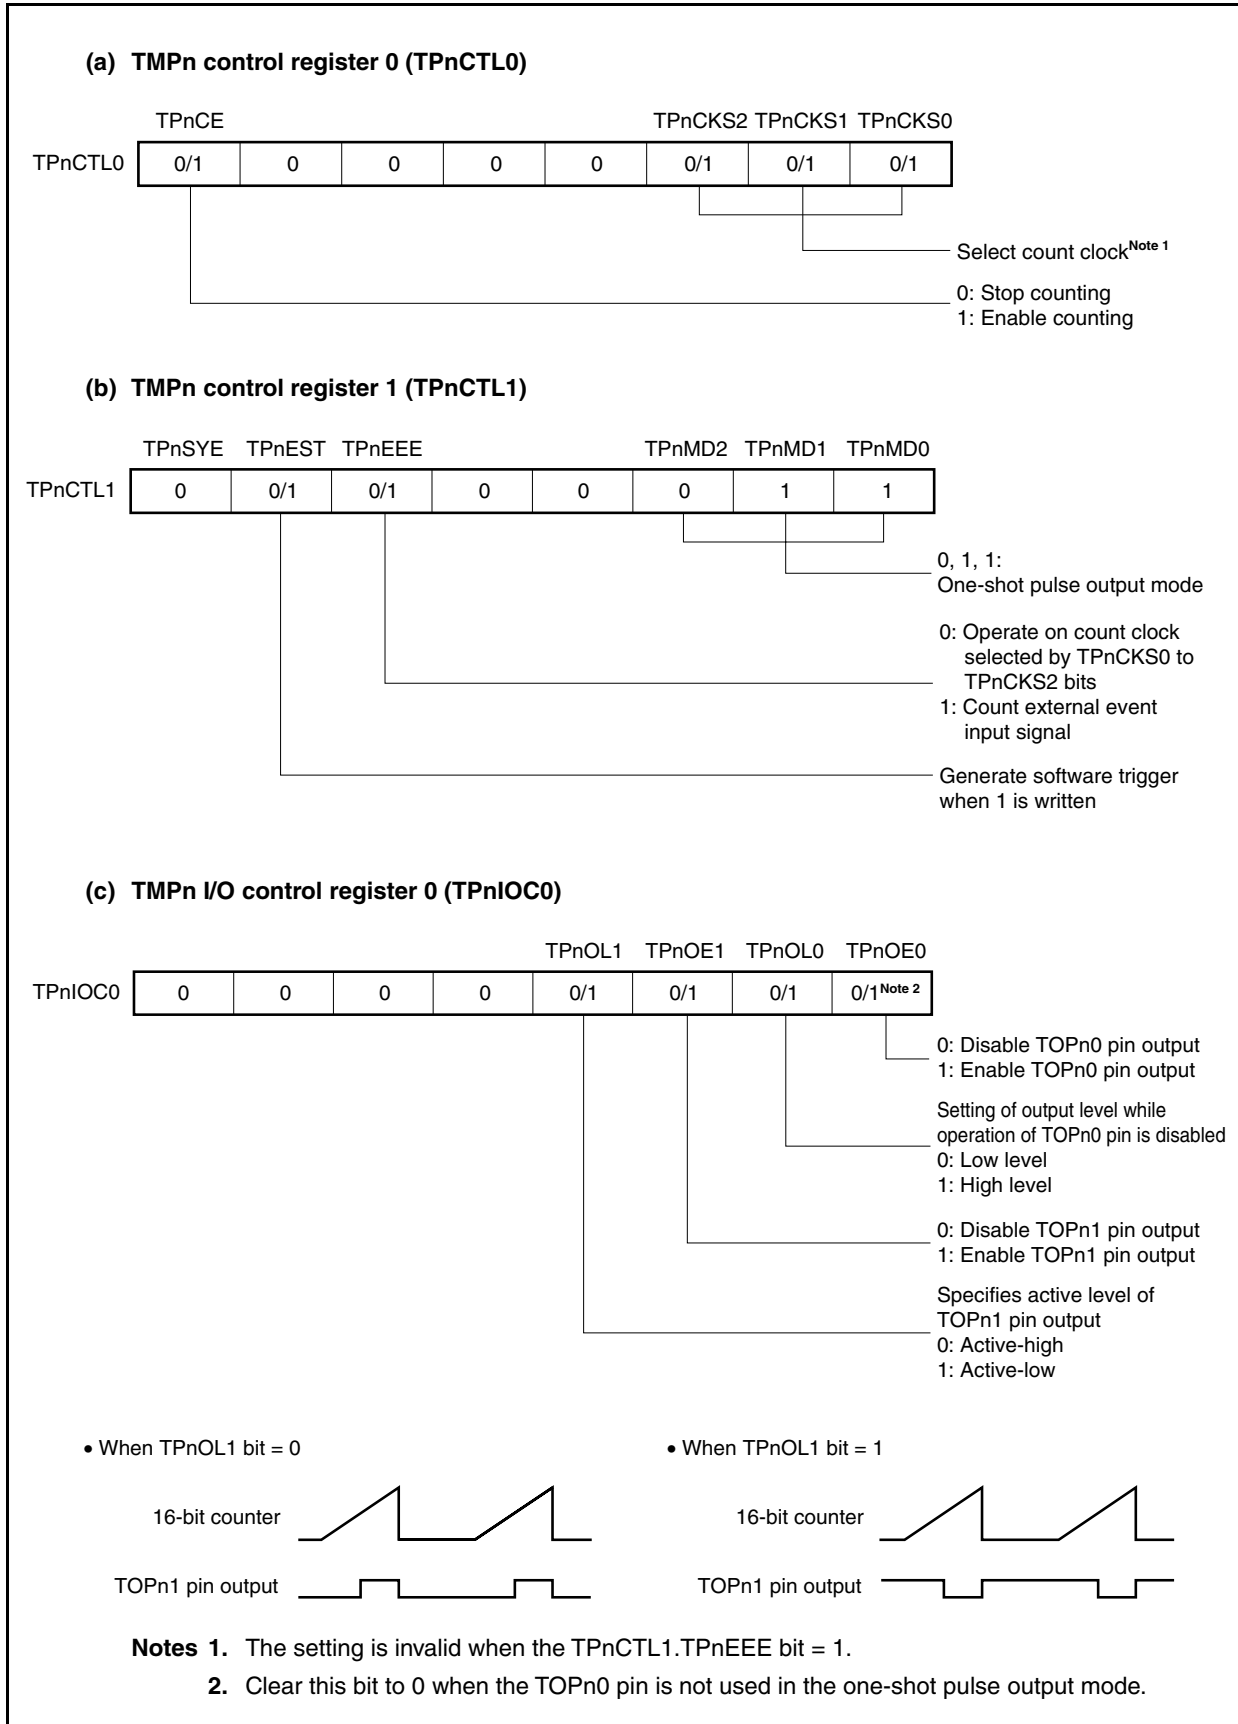 (a) TMPn control register 0 (TPnCTL0)
TPnCE TPnCKS2 TPnCKS1 TPnCKS0
TPnCTL0 0/1 0 0 0 0 0/1 0/1 0/1
Select count clock Note 1
0: Stop counting
1: Enable counting
(b) TMPn control register 1 (TPnCTL1)
TPnSYE TPnEST TPnEEE TPnMD2 TPnMD1 TPnMD0
TPnCTL1 0 0/1 0/1 0 0 0 1 1
0, 1, 1:
One-shot pulse output mode
0: Operate on count clock
selected by TPnCKS0 to
TPnCKS2 bits
1: Count external event
input signal
Generate software trigger
when 1 is written
(c) TMPn I/O control register 0 (TPnIOC0)
TPnOL1 TPnOE1 TPnOL0 TPnOE0
TPnIOC0 0 0 0 0 0/1 0/1 0/1 0/1 Note 2
0: Disable TOPn0 pin output
1: Enable TOPn0 pin output
Setting of output level while
operation of TOPn0 pin is disabled
0: Low level
1: High level
0: Disable TOPn1 pin output
1: Enable TOPn1 pin output
Specifies active level of
TOPn1 pin output
0: Active-high
1: Active-low
• When TPnOL1 bit = 0 • When TPnOL1 bit = 1
16-bit counter 16-bit counter
TOPn1 pin output TOPn1 pin output
Notes 1. The setting is invalid when the TPnCTL1.TPnEEE bit = 1.
2. Clear this bit to 0 when the TOPn0 pin is not used in the one-shot pulse output mode.